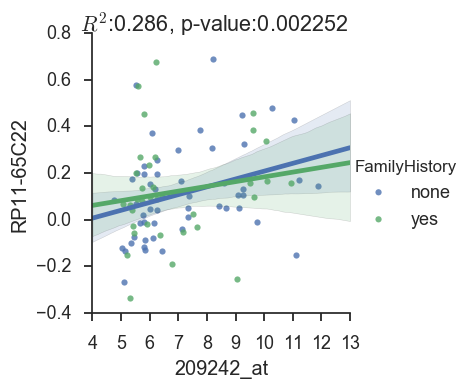 R²:0.286, p-value:0.002252
0.8
0.6
0.4
0.2
0.0
−0.2
−0.4
RP11-65C22
4 5 6 7 8 9 10 11 12 13
209242_at
FamilyHistory
none
yes